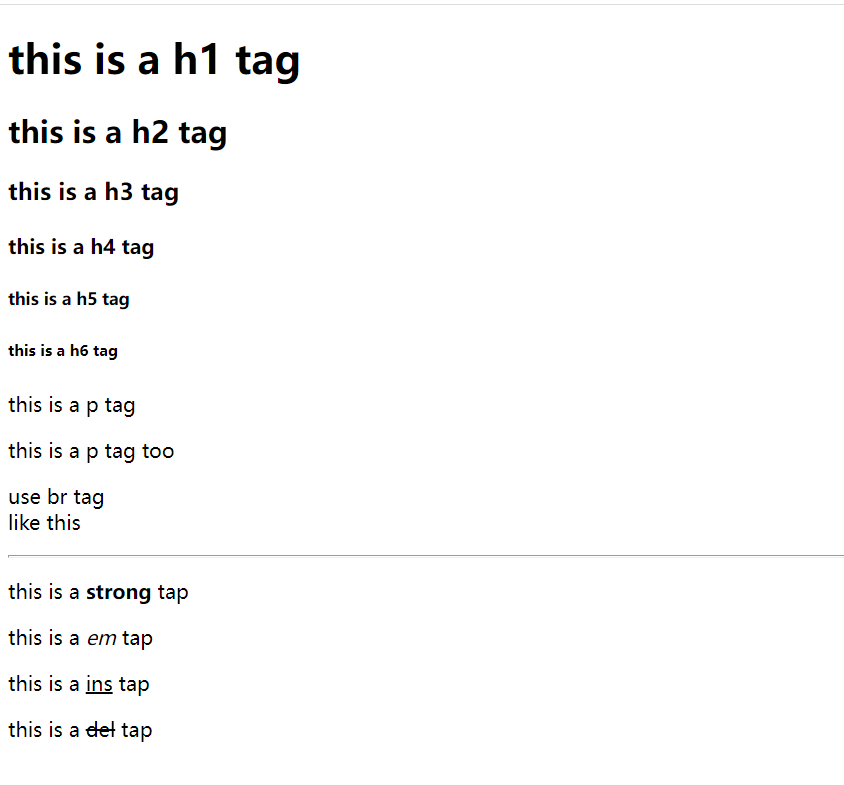 this is a h1 tag
this is a h2 tag
this is a h3 tag
this is a h4 tag
this is a h5 tag
this is a h6 tag
this is a p tag
this is a p tag too
use br tag
like this
this is a strong tap
this is a em tap
this is a ins tap
this is a del tap